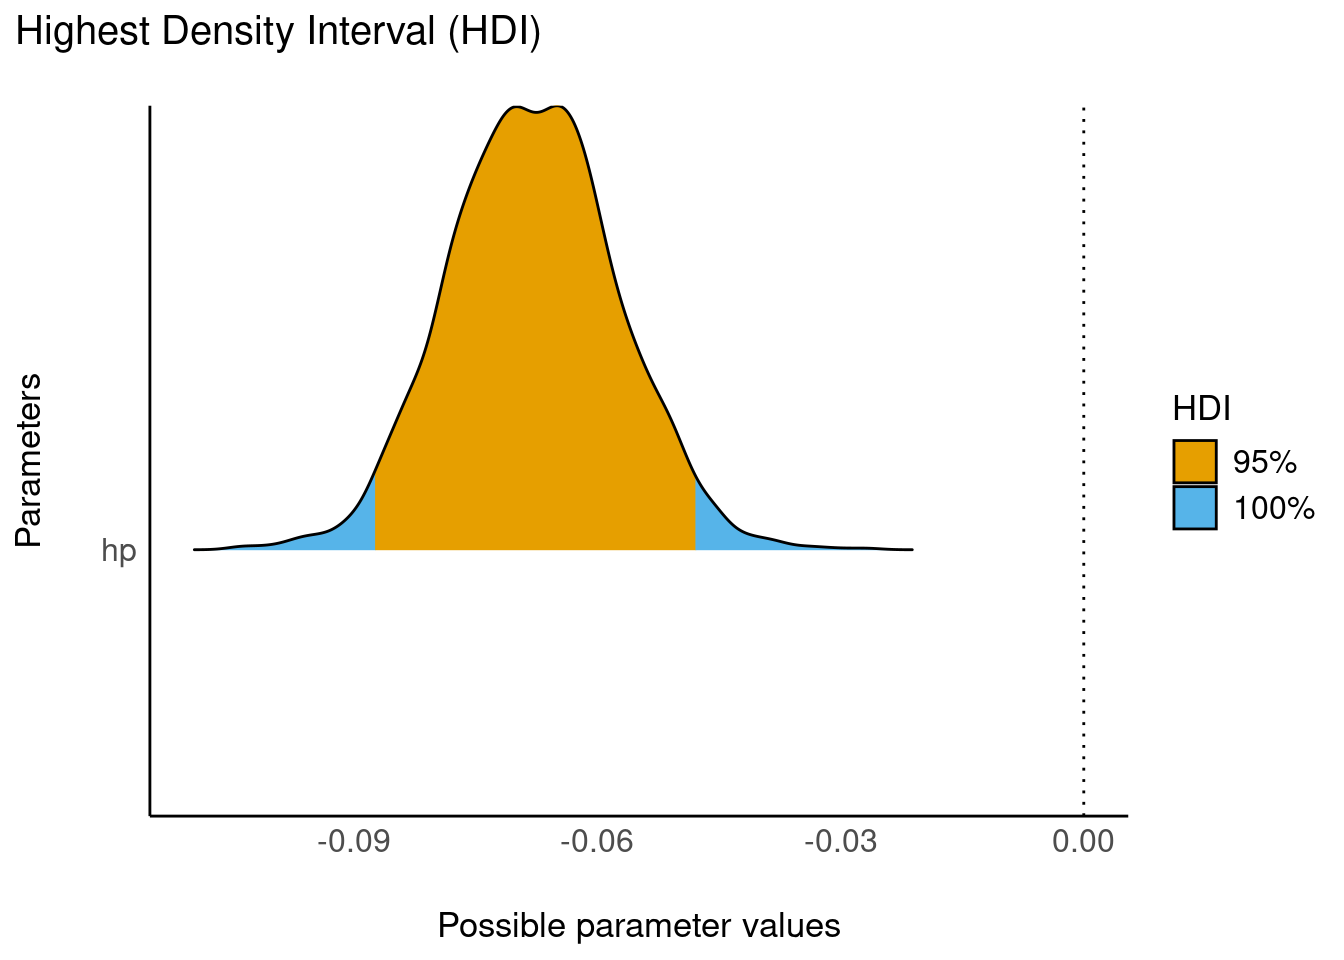 Highest Density Interval (HDI)
Parameters
hp
HDI
95%
100%
-0.09
-0.06
-0.03
0.00
Possible parameter values